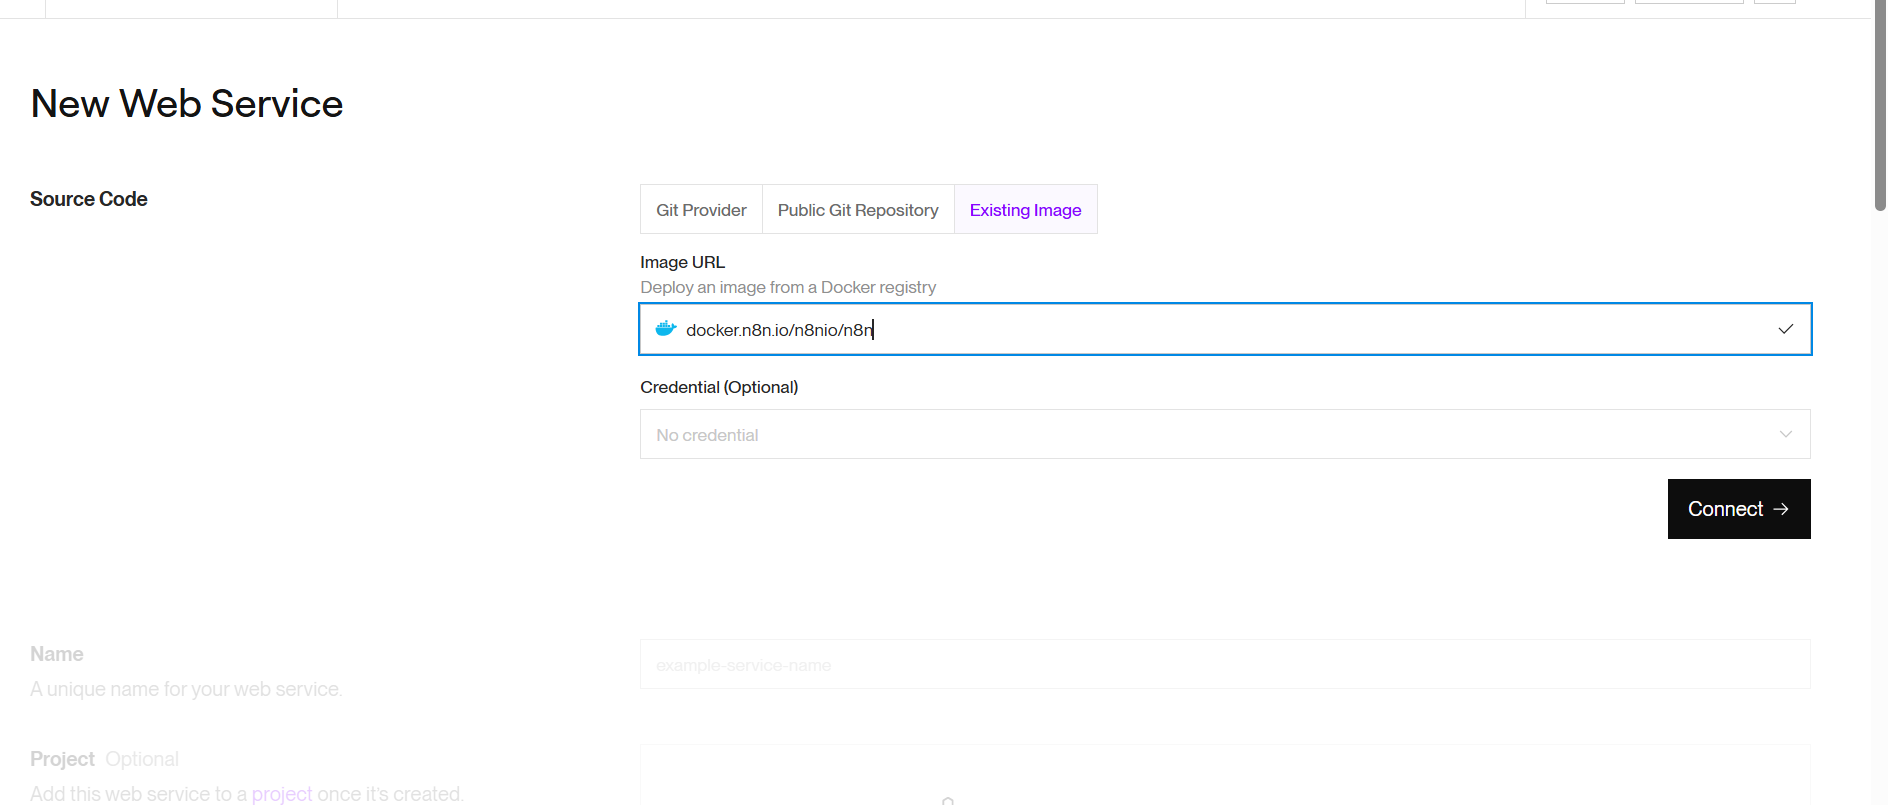 New Web Service
Source Code
Git Provider
Public Git Repository
Existing Image
Image URL
Deploy an image from a Docker registry
docker.n8n.io/n8nio/n8n
Credential (Optional)
No credential
Connect →
Name
A unique name for your web service.
example-service-name
Project Optional
Add this web service to a project once it's created.